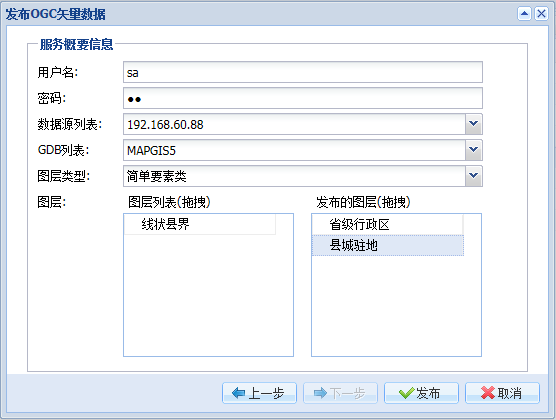 发布OGC矢量数据
服务概要信息
用户名: sa
密码: ●●
数据源列表: 192.168.60.88
GDB列表: MAPGIS5
图层类型: 简单要素类
图层: 图层列表(拖拽) 发布的图层(拖拽)
线状县界 省级行政区
县城驻地
上一步 下一步 发布 取消